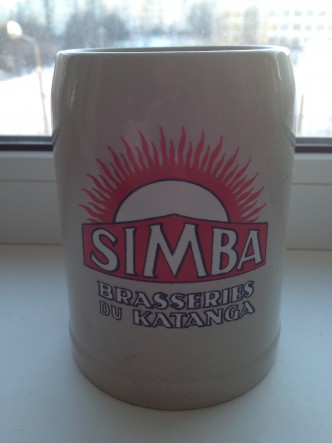 SIMBA
BRASSERIES
DU KATANGA